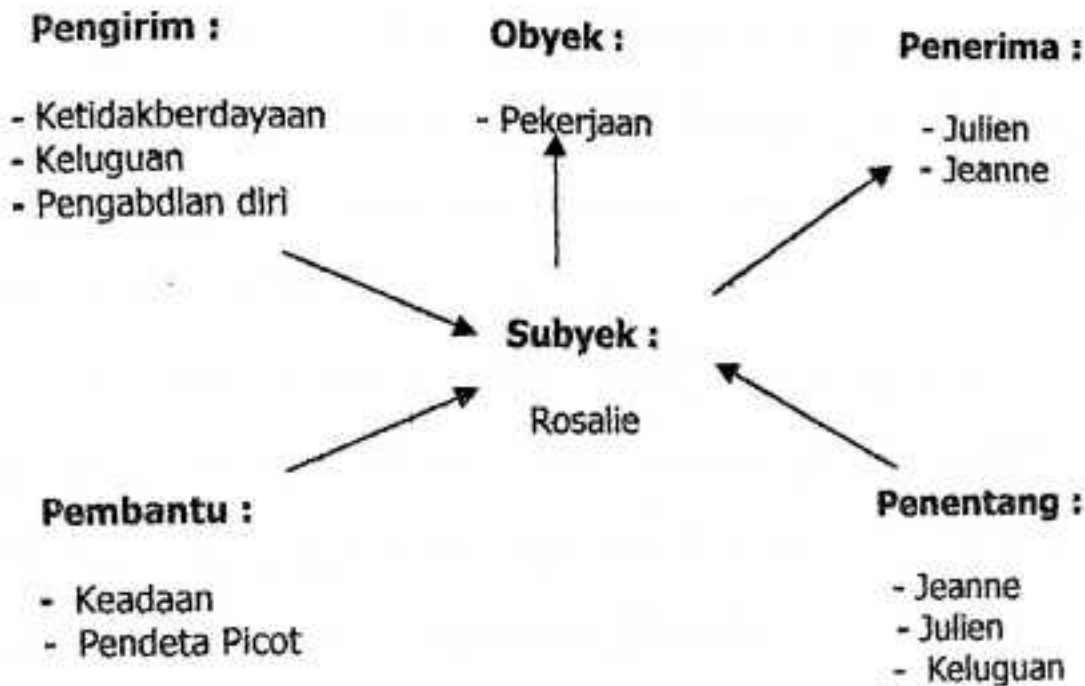 Pengirim :
- Ketidakberdayaan
- Keluguan
- Pengabdian diri
Obyek :
- Pekerjaan
Penerima :
- Julien
- Jeanne
Subyek :
Rosalie
Pembantu :
- Keadaan
- Pendeta Picot
Penentang :
- Jeanne
- Julien
- Keluguan